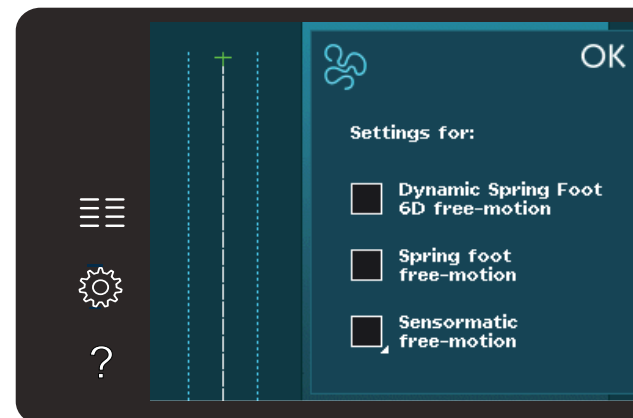 OK
Settings for:
Dynamic Spring Foot
6D free-motion
Spring foot
free-motion
Sensormatic
free-motion
?